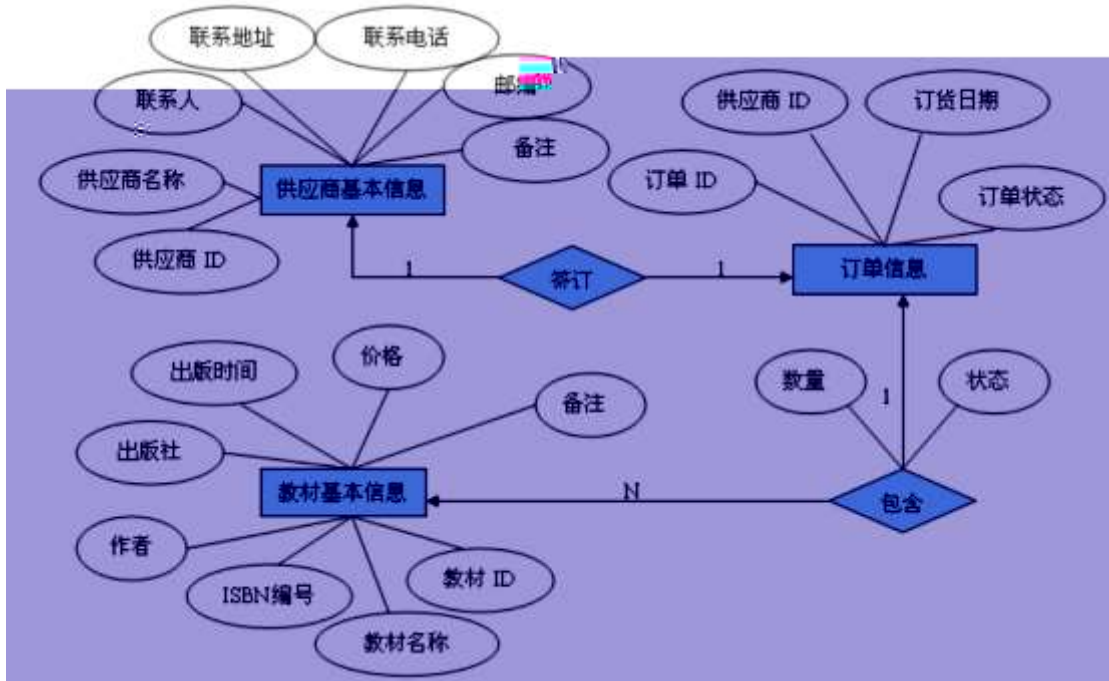 联系地址
联系电话
联系人
备注
供应商名称
供应商基本信息
供应商 ID
供应商 ID
订货日期
订单 ID
订单状态
签订
1
1
订单信息
出版时间
价格
备注
出版社
教材基本信息
作者
ISBN编号
教材 ID
教材名称
N
数量
状态
1
包含